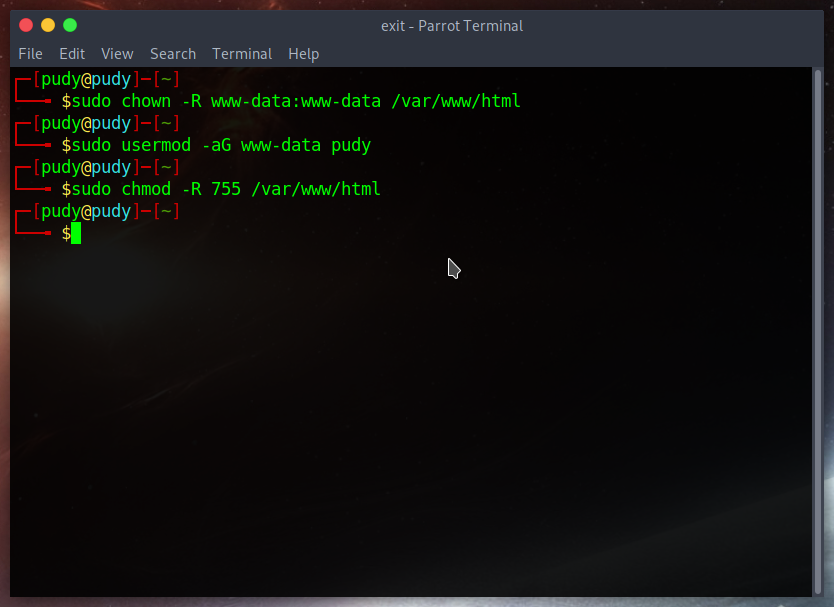 exit - Parrot Terminal
File Edit View Search Terminal Help
┌─[pudy@pudy]─[~]
└──╼ $sudo chown -R www-data:www-data /var/www/html
┌─[pudy@pudy]─[~]
└──╼ $sudo usermod -aG www-data pudy
┌─[pudy@pudy]─[~]
└──╼ $sudo chmod -R 755 /var/www/html
┌─[pudy@pudy]─[~]
└──╼ $